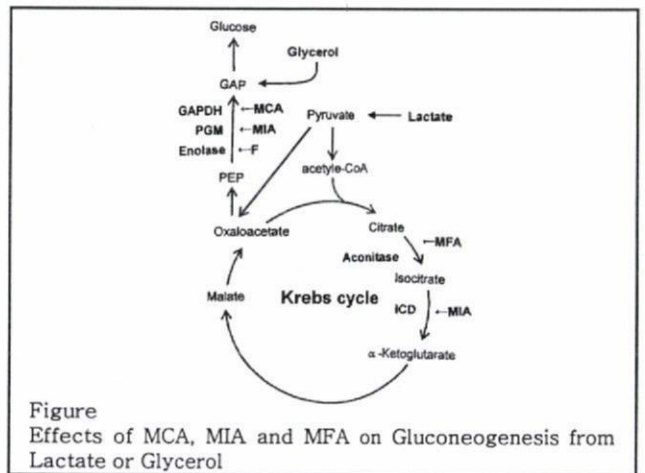 Glucose
Glycerol
GAP
GAPDH ←MCA
Pyruvate ← Lactate
PGM ←MIA
Enolase ←F
acetyle-CoA
PEP
Oxaloacetate
Citrate
←MFA
Aconitase
Isocitrate
Malate
Krebs cycle
ICD ←MIA
α-Ketoglutarate
Figure
Effects of MCA, MIA and MFA on Gluconeogenesis from
Lactate or Glycerol